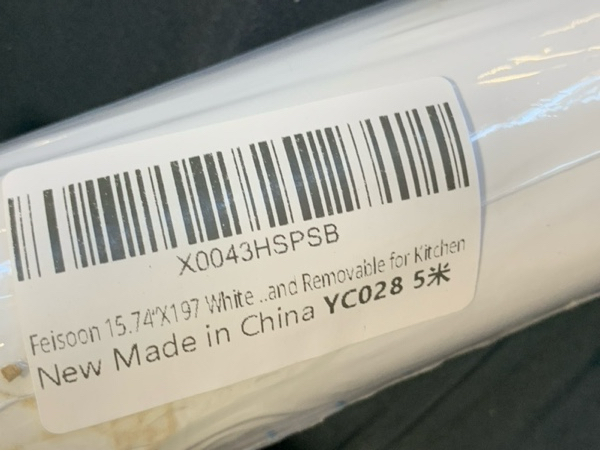 X0043HSPSB
Feisoon 15.74"X197 White ..and Removable for Kitchen
New Made in China YC028 5米